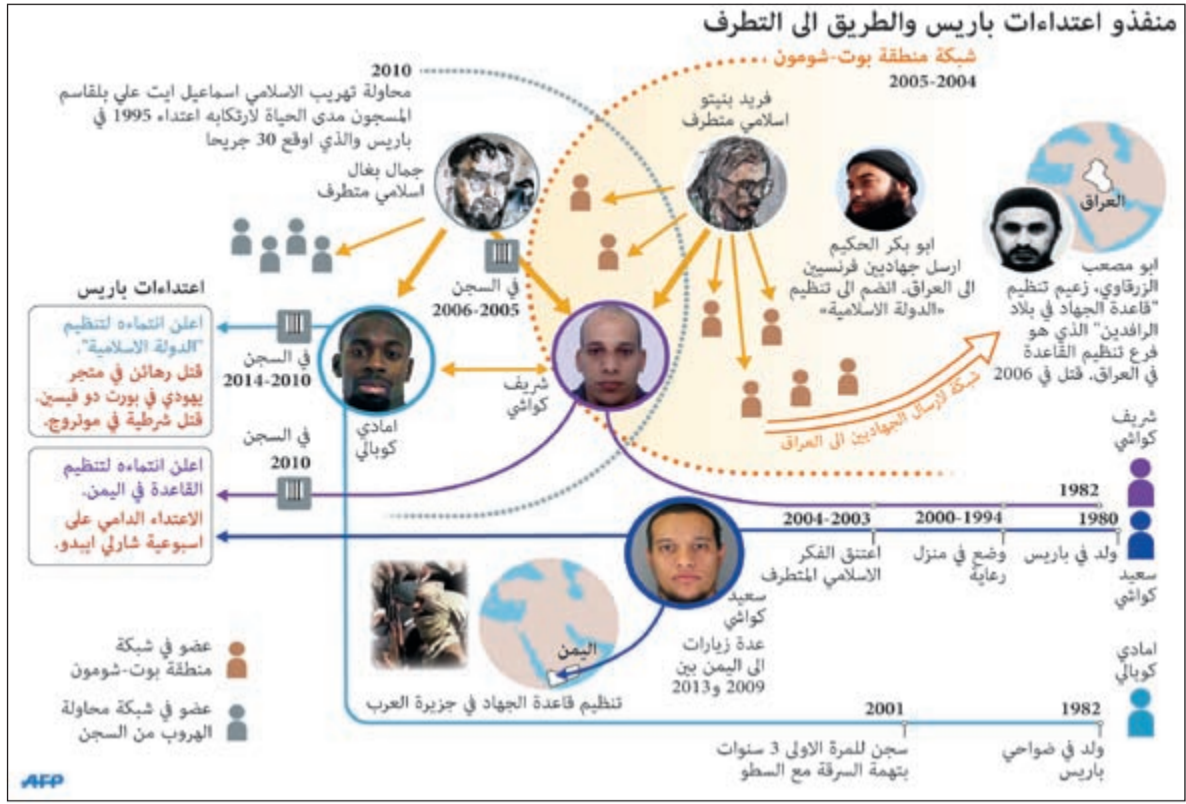 منفذو اعتداءات باريس والطريق الى التطرف
شبكة منطقة بوت-شومون
2005-2004
فريد بنيتو
اسلامي متطرف
ابو بكر الحكيم
ارسل جهاديين فرنسيين
الى العراق. انضم الى تنظيم
«الدولة الاسلامية»
العراق
ابو مصعب
الزرقاوي، زعيم تنظيم
"قاعدة الجهاد في بلاد
الرافدين" الذي هو
فرع تنظيم القاعدة
في العراق. قتل في 2006
شبكة لارسال الجهاديين الى العراق
2010
محاولة تهريب الاسلامي اسماعيل ايت علي بلقاسم
المسجون مدى الحياة لارتكابه اعتداء 1995 في
باريس والذي اوقع 30 جريحا
جمال بغال
اسلامي متطرف
في السجن
2006-2005
شريف
كواشي
امادي
كوبالي
في السجن
2014-2010
في السجن
2010
اعتداءات باريس
اعلن انتماءه لتنظيم
"الدولة الاسلامية".
قتل رهائن في متجر
يهودي في بورت دو فيسين.
قتل شرطية في مونروج.
اعلن انتماءه لتنظيم
القاعدة في اليمن.
الاعتداء الدامي على
اسبوعية شارلي ايبدو.
شريف
كواشي
1982
1980
2000-1994
2004-2003
ولد في باريس
وضع في منزل
رعاية
اعتنق الفكر
الاسلامي المتطرف
سعيد
كواشي
سعيد
كواشي
عدة زيارات
الى اليمن بين
2009 و2013
اليمن
تنظيم قاعدة الجهاد في جزيرة العرب
امادي
كوبالي
1982
2001
ولد في ضواحي
باريس
سجن للمرة الاولى 3 سنوات
بتهمة السرقة مع السطو
عضو في شبكة
منطقة بوت-شومون
عضو في شبكة محاولة
الهروب من السجن
AFP